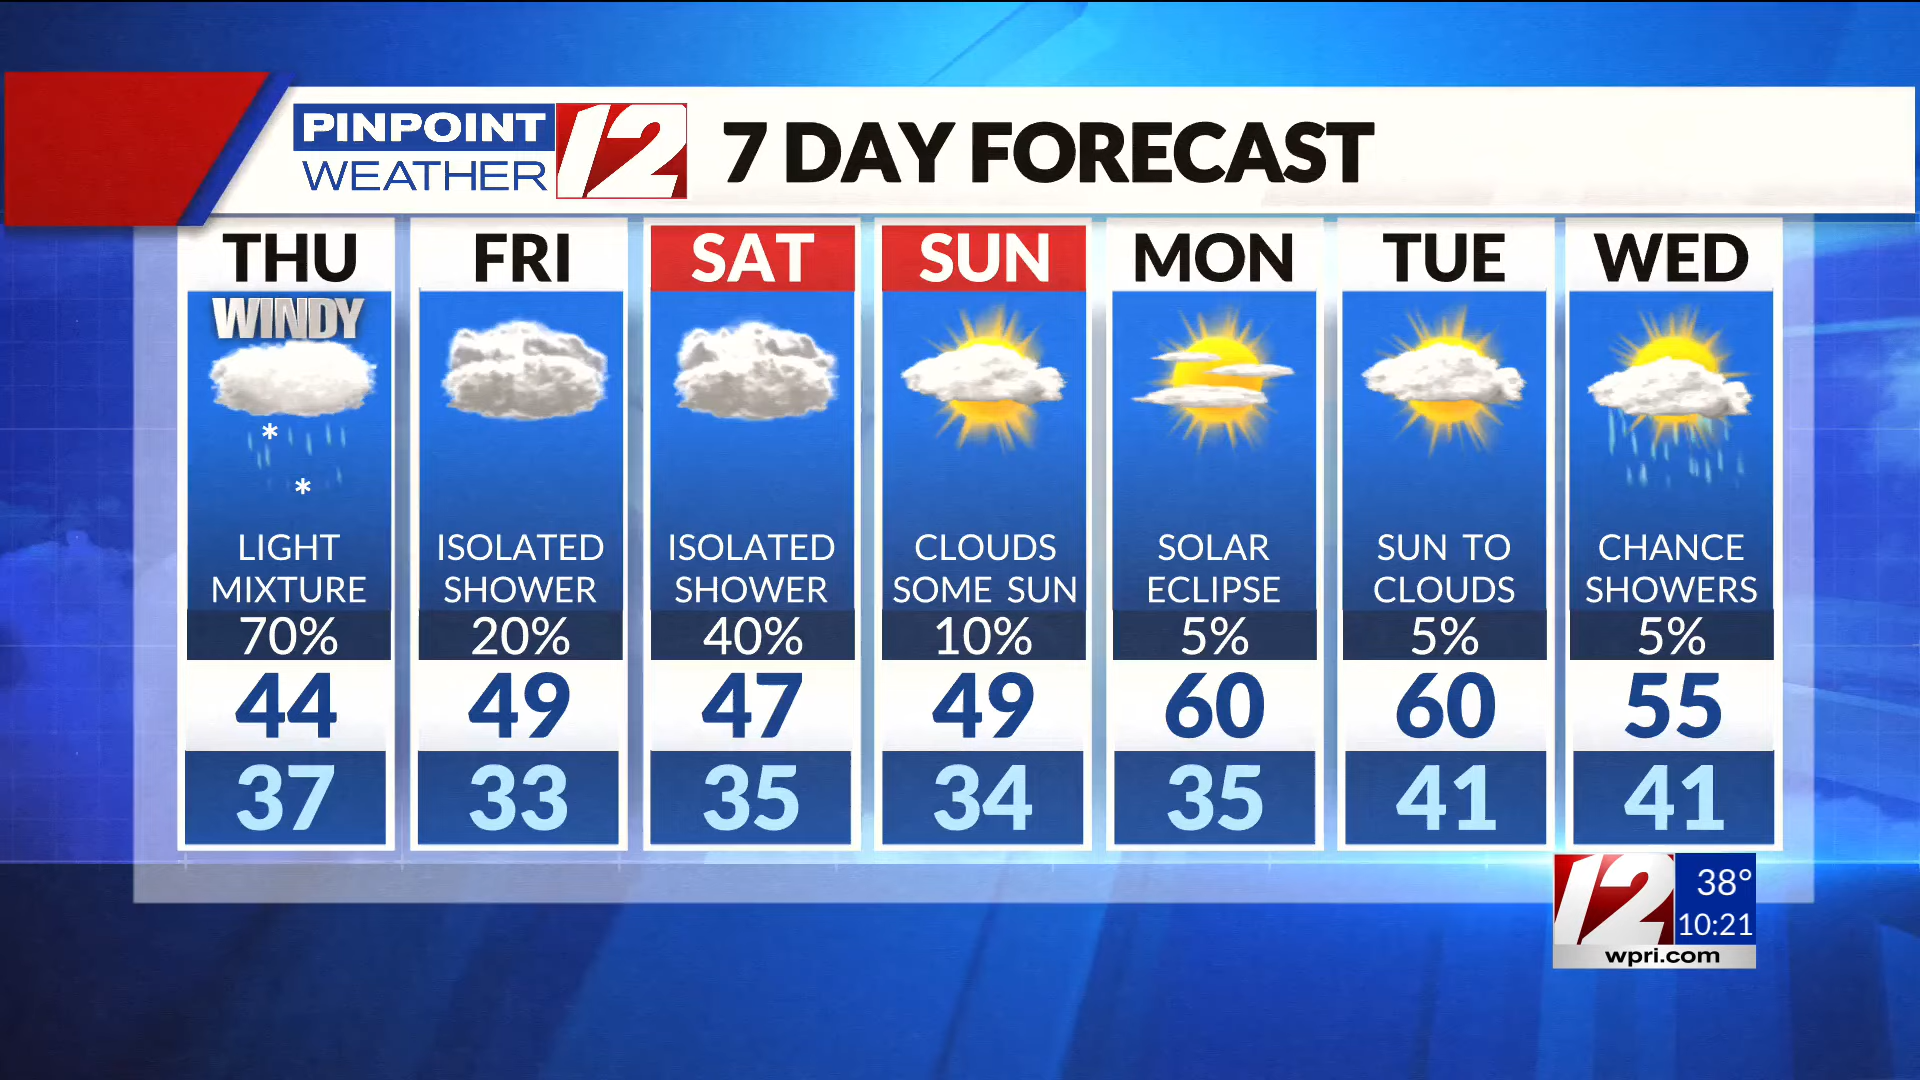 PINPOINT
WEATHER
12
7 DAY FORECAST
THU
WINDY
*
*
LIGHT
MIXTURE
70%
44
37
FRI
ISOLATED
SHOWER
20%
49
33
SAT
ISOLATED
SHOWER
40%
47
35
SUN
CLOUDS
SOME SUN
10%
49
34
MON
SOLAR
ECLIPSE
5%
60
35
TUE
SUN TO
CLOUDS
5%
60
41
WED
CHANCE
SHOWERS
5%
55
41
12
38°
10:21
wpri.com